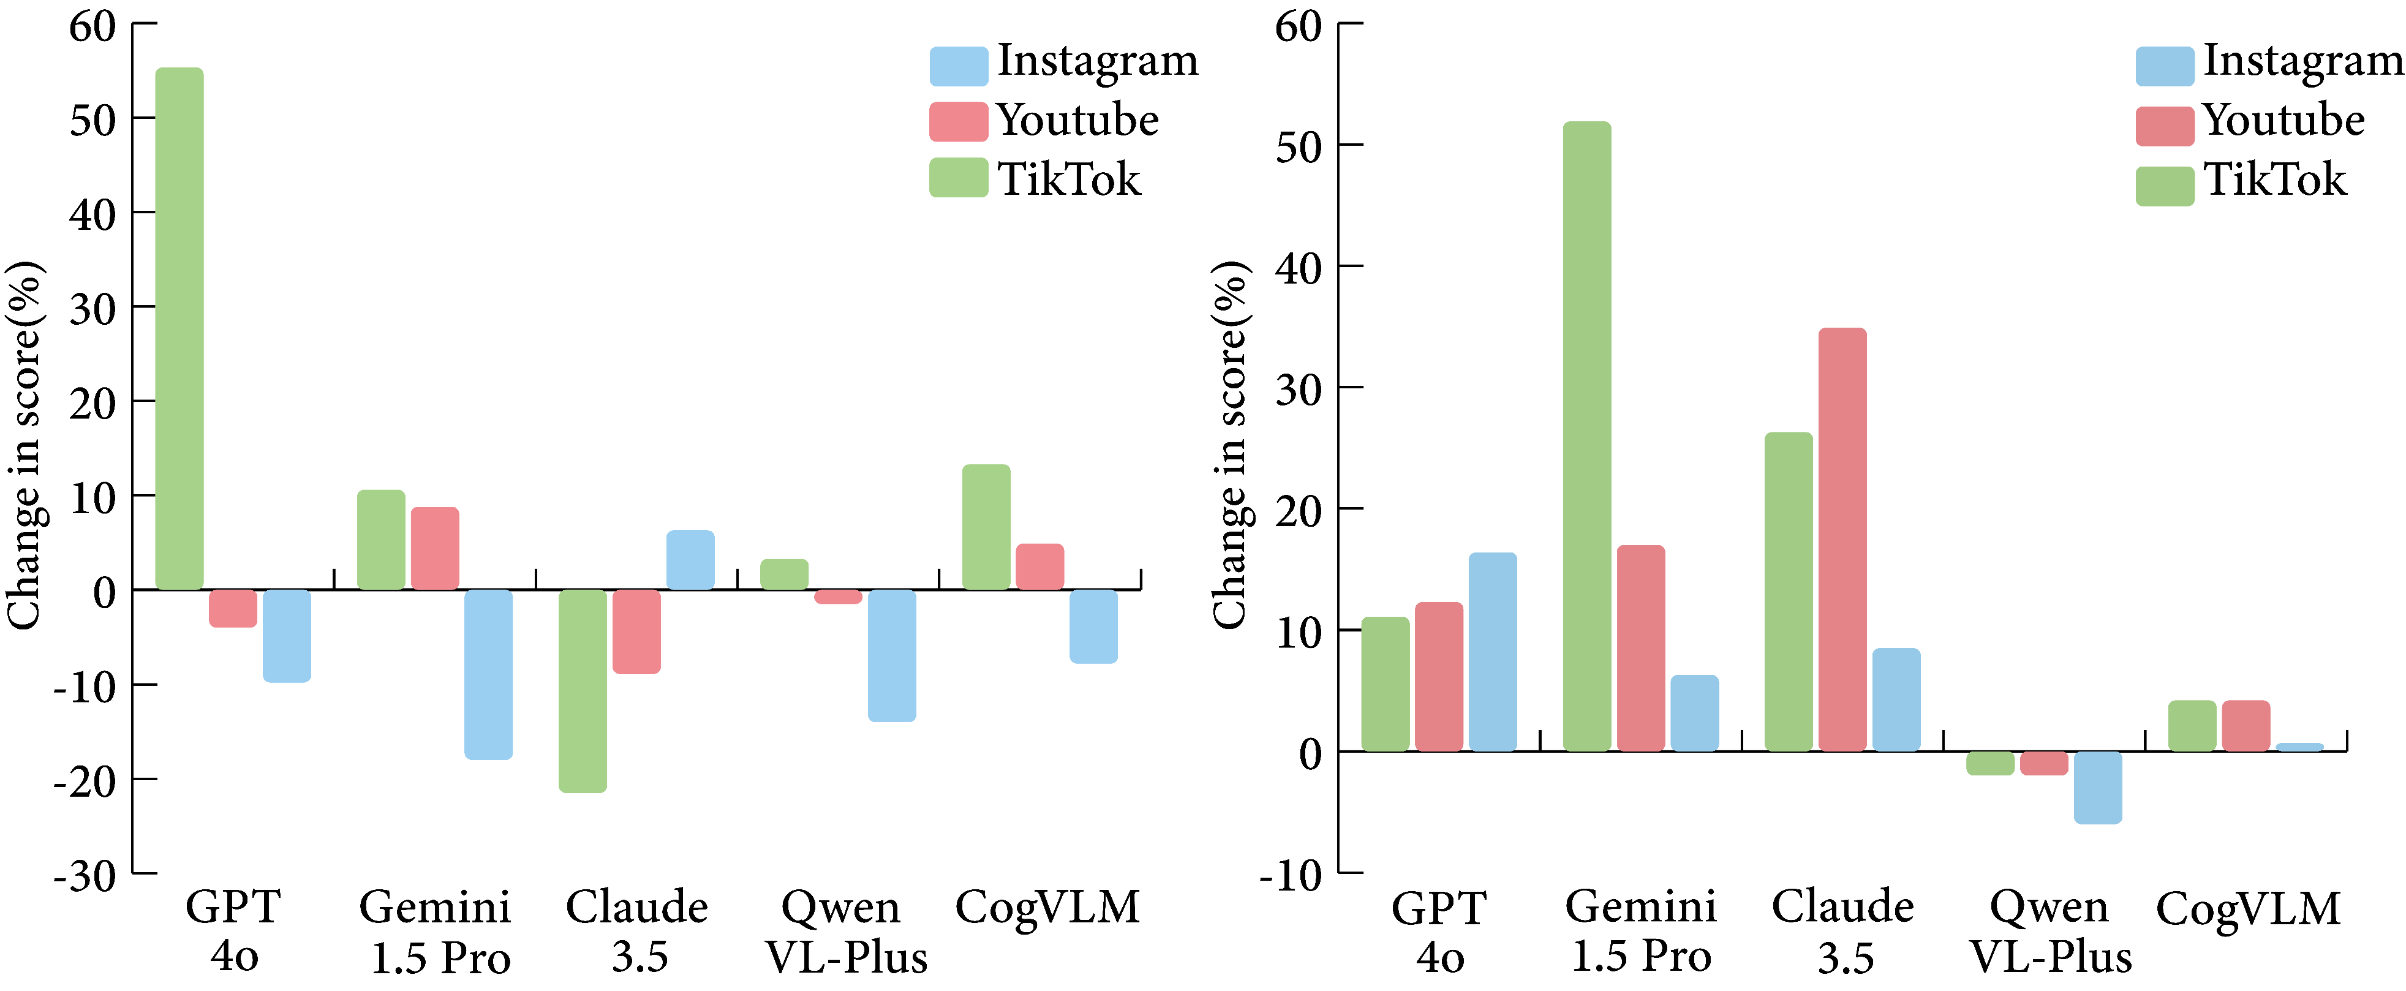 Change in score(%)
60
50
40
30
20
10
0
-10
-20
-30
Instagram
Youtube
TikTok
GPT
4o
Gemini
1.5 Pro
Claude
3.5
Qwen
VL-Plus
CogVLM
Change in score(%)
60
50
40
30
20
10
0
-10
Instagram
Youtube
TikTok
GPT
4o
Gemini
1.5 Pro
Claude
3.5
Qwen
VL-Plus
CogVLM